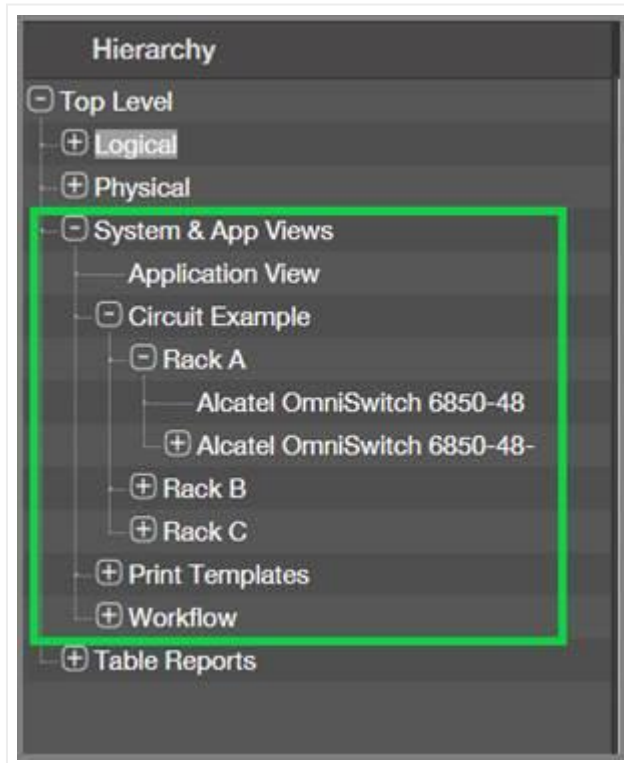 Hierarchy
Top Level
Logical
Physical
System & App Views
Application View
Circuit Example
Rack A
Alcatel OmniSwitch 6850-48
Alcatel OmniSwitch 6850-48-
Rack B
Rack C
Print Templates
Workflow
Table Reports